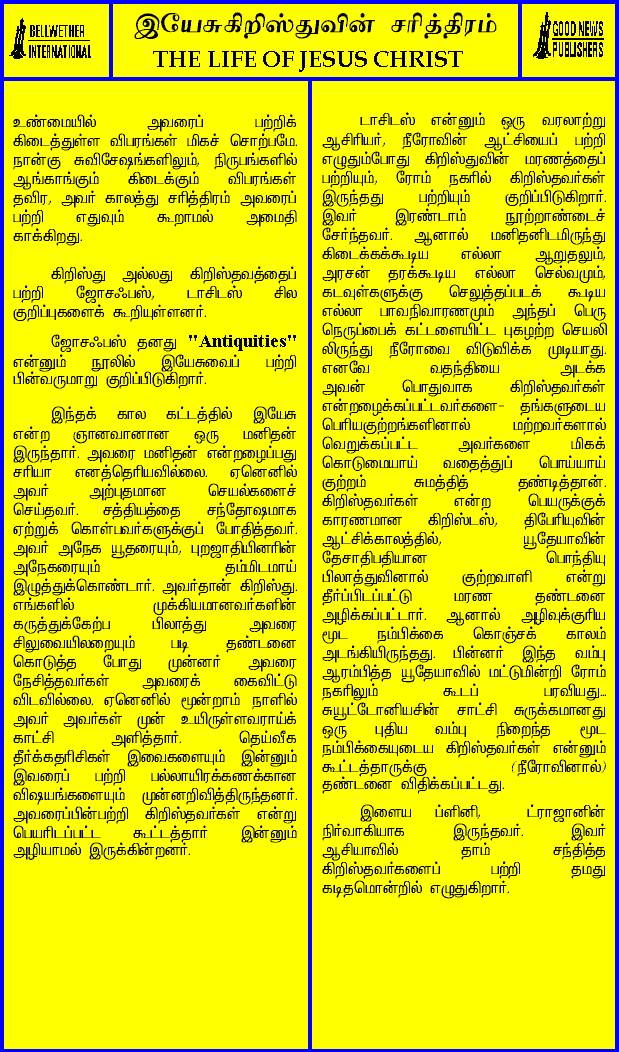 BELLWETHER
INTERNATIONAL
இயேசுகிறிஸ்துவின் சரித்திரம்
THE LIFE OF JESUS CHRIST
GOOD NEWS
PUBLISHERS
உண்மையில் அவரைப் பற்றிக்
கிடைத்துள்ள விபரங்கள் மிகச் சொற்பமே.
நான்கு சுவிசேஷங்களிலும், நிருபங்களில்
ஆங்காங்கும் கிடைக்கும் விபரங்கள்
தவிர, அவர் காலத்து சரித்திரம் அவரைப்
பற்றி எதுவும் கூறாமல் அமைதி
காக்கிறது.
கிறிஸ்து அல்லது கிறிஸ்தவத்தைப்
பற்றி ஜோசஃபஸ், டாசிடஸ் சில
குறிப்புகளைக் கூறியுள்ளனர்.
ஜோசஃபஸ் தனது "Antiquities"
என்னும் நூலில் இயேசுவைப் பற்றி
பின்வருமாறு குறிப்பிடுகிறார்.
இந்தக் கால கட்டத்தில் இயேசு
என்ற ஞானவானான ஒரு மனிதன்
இருந்தார். அவரை மனிதன் என்றழைப்பது
சரியா எனத்தெரியவில்லை. ஏனெனில்
அவர் அற்புதமான செயல்களைச்
செய்தவர். சத்தியத்தை சந்தோஷமாக
ஏற்றுக் கொள்பவர்களுக்குப் போதித்தவர்.
அவர் அநேக யூதரையும், புறஜாதியினரின்
அநேகரையும் தம்மிடமாய்
இழுத்துக்கொண்டார். அவர்தான் கிறிஸ்து.
எங்களில் முக்கியமானவர்களின்
கருத்துக்கேற்ப பிலாத்து அவரை
சிலுவையிலறையும் படி தண்டனை
கொடுத்த போது முன்னர் அவரை
நேசித்தவர்கள் அவரைக் கைவிட்டு
விடவில்லை. ஏனெனில் மூன்றாம் நாளில்
அவர் அவர்கள் முன் உயிருள்ளவராய்க்
காட்சி அளித்தார். தெய்வீக
தீர்க்கதரிசிகள் இவைகளையும் இன்னும்
இவரைப் பற்றி பல்லாயிரக்கணக்கான
விஷயங்களையும் முன்னறிவித்திருந்தனர்.
அவரைப்பின்பற்றி கிறிஸ்தவர்கள் என்று
பெயரிடப்பட்ட கூட்டத்தார் இன்னும்
அழியாமல் இருக்கின்றனர்.
டாசிடஸ் என்னும் ஒரு வரலாற்று
ஆசிரியர், நீரோவின் ஆட்சியைப் பற்றி
எழுதும்போது கிறிஸ்துவின் மரணத்தைப்
பற்றியும், ரோம் நகரில் கிறிஸ்தவர்கள்
இருந்தது பற்றியும் குறிப்பிடுகிறார்.
இவர் இரண்டாம் நூரற்றாண்டைச்
சேர்ந்தவர். ஆனால் மனிதனிடமிருந்து
கிடைக்கக்கூடிய எல்லா ஆறுதலும்,
அரசன் தரக்கூடிய எல்லா செல்வமும்,
கடவுள்களுக்கு செலுத்தப்படக் கூடிய
எல்லா பாவநிவாரணமும் அந்தப் பெரு
நெருப்பைக் கட்டளையிட்ட புகழற்ற செயலி
லிருந்து நீரோவை விடுவிக்க முடியாது.
எனவே வதந்தியை அடக்க
அவன் பொதுவாக கிறிஸ்தவர்கள்
என்றழைக்கப்பட்டவர்களை- தங்களுடைய
பெரியகுற்றங்களினால் மற்றவர்களால்
வெறுக்கப்பட்ட அவர்களை மிகக்
கொடுமையாய் வதைத்துப் பொய்யாய்
குற்றம் சுமத்தித் தண்டித்தான்.
கிறிஸ்தவர்கள் என்ற பெயருக்குக்
காரணமான கிறிஸ்டஸ், திபேரியுவின்
ஆட்சிக்காலத்தில், யூதேயாவின்
தேசாதிபதியான பொந்தியு
பிலாத்துவினால் குற்றவாளி என்று
தீர்ப்பிடப்பட்டு மரண தண்டனை
அழிக்கப்பட்டார். ஆனால் அழிவுக்குரிய
மூட நம்பிக்கை கொஞ்சக் காலம்
அடங்கியிருந்தது. பின்னர் இந்த வம்பு
ஆரம்பித்த யூதேயாவில் மட்டுமின்றி ரோம்
நகரிலும் கூடப் பரவியது...
சுயூட்டோனியசின் சாட்சி சுருக்கமானது
ஒரு புதிய வம்பு நிறைந்த மூட
நம்பிக்கையுடைய கிறிஸ்தவர்கள் என்னும்
கூட்டத்தாருக்கு (நீரோவினால்)
தண்டனை விதிக்கப்பட்டது.
இளைய ப்ளினி, ட்ராஜானின்
நிர்வாகியாக இருந்தவர். இவர்
ஆசியாவில் தாம் சந்தித்த
கிறிஸ்தவர்களைப் பற்றி தமது
கடிதமொன்றில் எழுதுகிறார்.